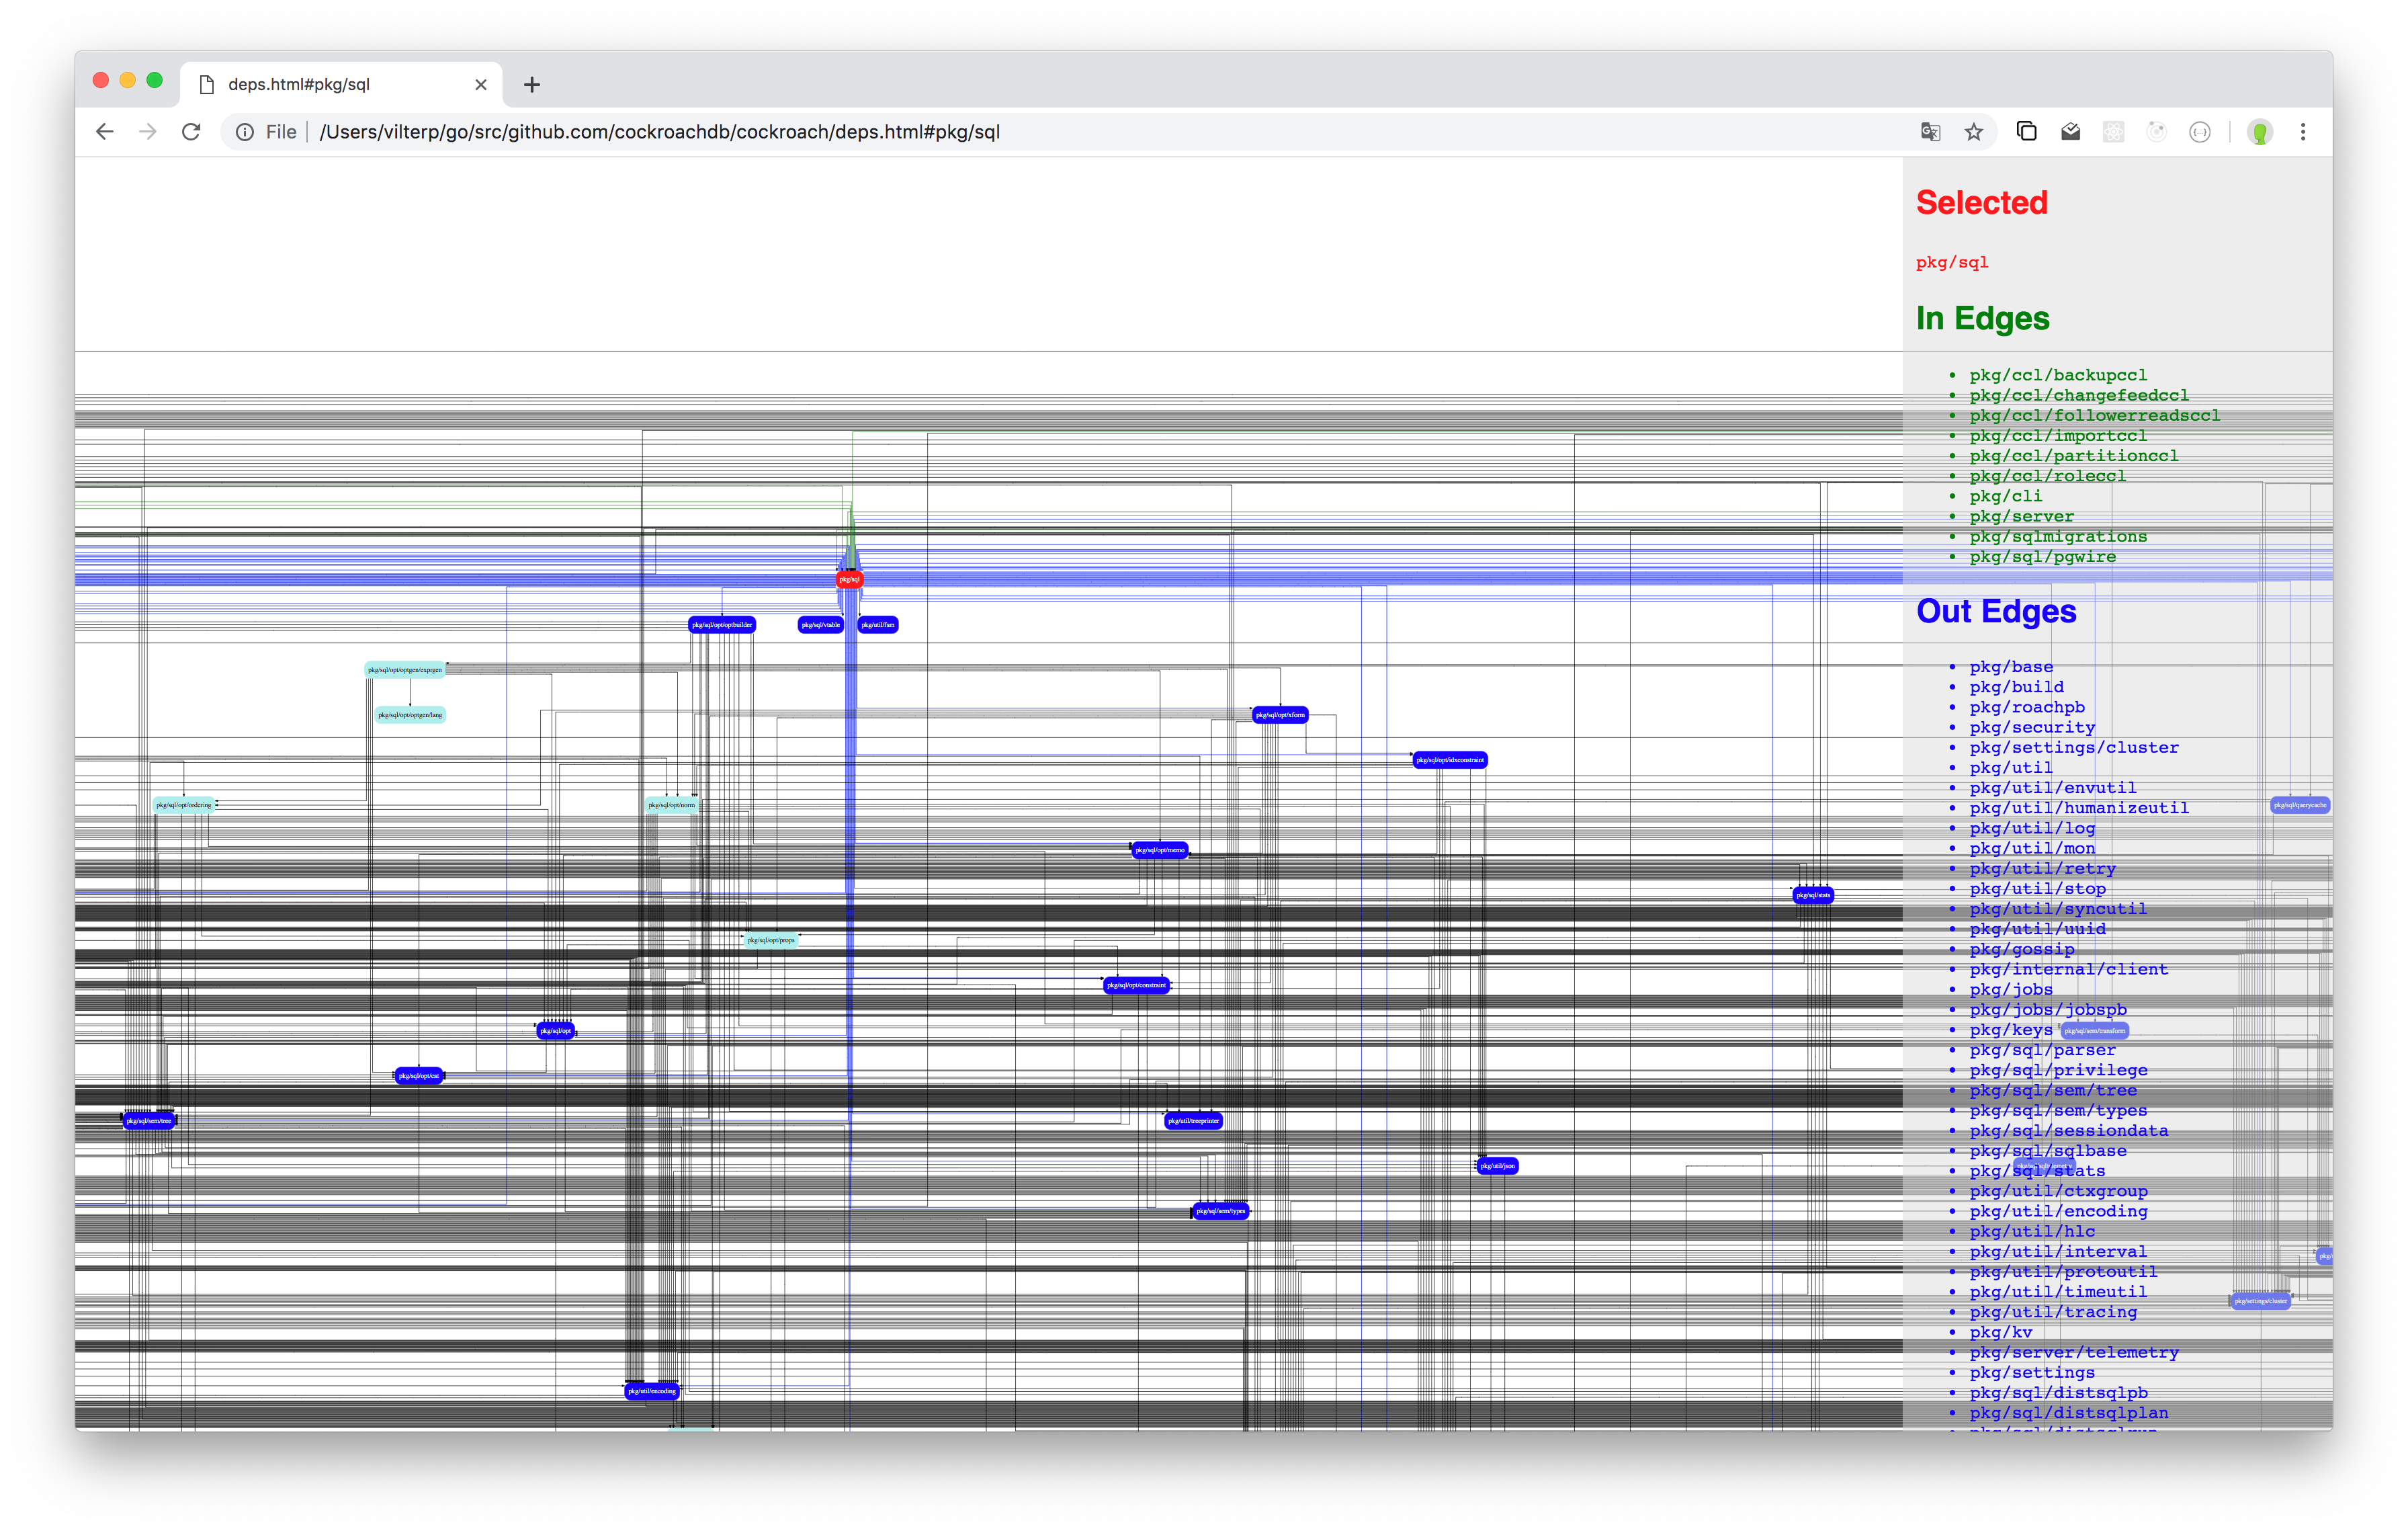 deps.html#pkg/sql
File
/Users/vilterp/go/src/github.com/cockroachdb/cockroach/deps.html#pkg/sql
pkg/sql
pkg/sql/opt/optbuilder
pkg/sql/vtable
pkg/util/fsm
pkg/sql/opt/optgen/exprgen
pkg/sql/opt/optgen/lang
pkg/sql/opt/xform
pkg/sql/opt/idxconstraint
pkg/sql/opt/ordering
pkg/sql/opt/norm
pkg/sql/querycache
pkg/sql/opt/memo
pkg/sql/stats
pkg/sql/opt/props
pkg/sql/opt/constraint
pkg/sql/opt
pkg/sql/sem/transform
pkg/sql/opt/cat
pkg/sql/sem/tree
pkg/util/treeprinter
pkg/util/json
pkg/sql/sem/types
pkg/settings/cluster
pkg/util/encoding
Selected
pkg/sql
In Edges
pkg/ccl/backupccl
pkg/ccl/changefeedccl
pkg/ccl/followerreadsccl
pkg/ccl/importccl
pkg/ccl/partitionccl
pkg/ccl/roleccl
pkg/cli
pkg/server
pkg/sqlmigrations
pkg/sql/pgwire
Out Edges
pkg/base
pkg/build
pkg/roachpb
pkg/security
pkg/settings/cluster
pkg/util
pkg/util/envutil
pkg/util/humanizeutil
pkg/util/log
pkg/util/mon
pkg/util/retry
pkg/util/stop
pkg/util/syncutil
pkg/util/uuid
pkg/gossip
pkg/internal/client
pkg/jobs
pkg/jobs/jobspb
pkg/keys
pkg/sql/parser
pkg/sql/privilege
pkg/sql/sem/tree
pkg/sql/sem/types
pkg/sql/sessiondata
pkg/sql/sqlbase
pkg/sql/stats
pkg/util/ctxgroup
pkg/util/encoding
pkg/util/hlc
pkg/util/interval
pkg/util/protoutil
pkg/util/timeutil
pkg/util/tracing
pkg/kv
pkg/server/telemetry
pkg/settings
pkg/sql/distsqlpb
pkg/sql/distsqlplan